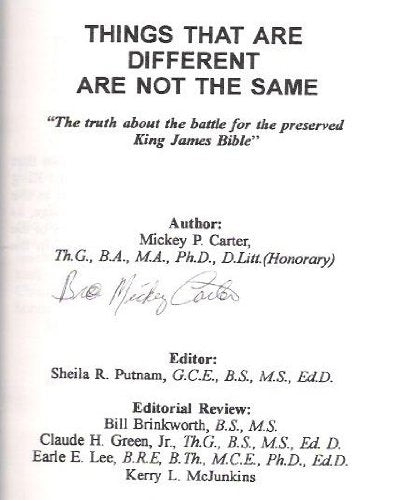 THINGS THAT ARE
DIFFERENT
ARE NOT THE SAME
"The truth about the battle for the preserved
King James Bible"
Author:
Mickey P. Carter,
Th.G., B.A., M.A., Ph.D., D.Litt.(Honorary)
Bro Mickey Carter
Editor:
Sheila R. Putnam, G.C.E., B.S., M.S., Ed.D.
Editorial Review:
Bill Brinkworth, B.S., M.S.
Claude H. Green, Jr., Th.G., B.S., M.S., Ed. D.
Earle E. Lee, B.R.E, B.Th., M.C.E., Ph.D., Ed.D.
Kerry L. McJunkins